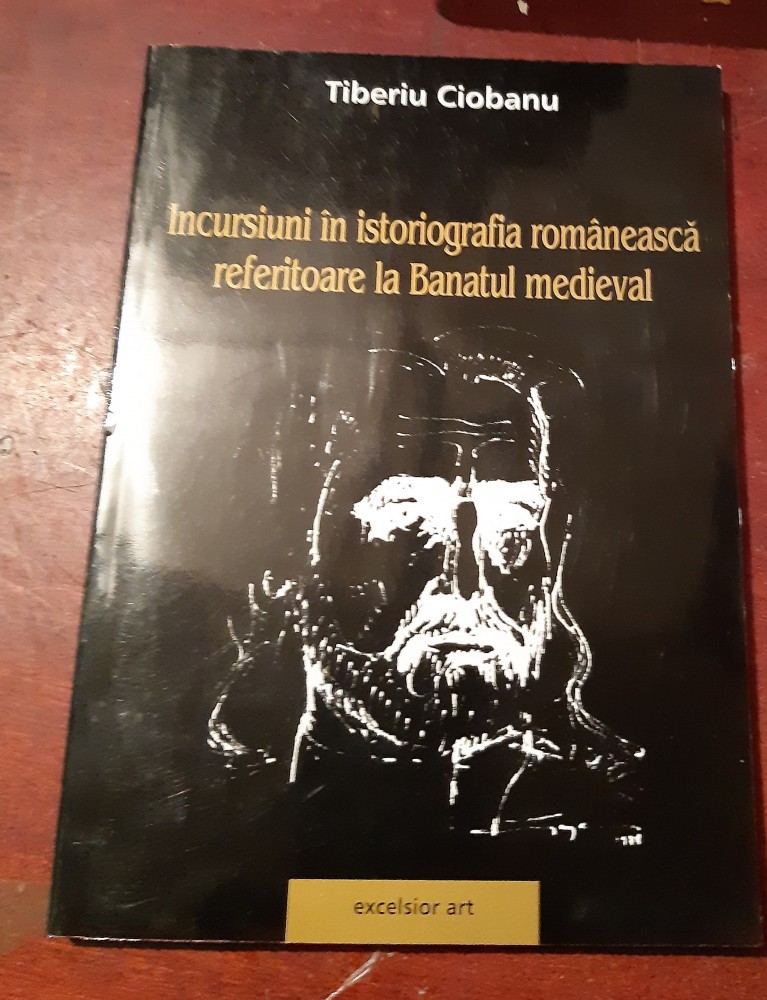 Tiberiu Ciobanu
Incursiuni în istoriografia românească
referitoare la Banatul medieval
excelsior art